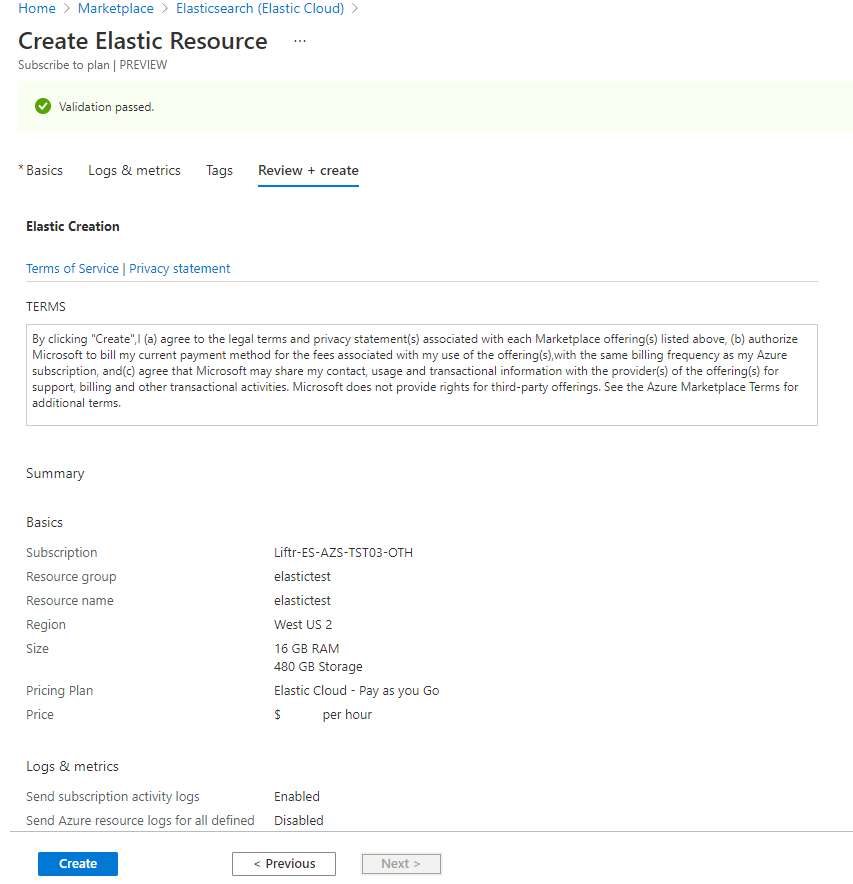 Home > Marketplace > Elasticsearch (Elastic Cloud) >
Create Elastic Resource ...
Subscribe to plan | PREVIEW
Validation passed.
* Basics Logs & metrics Tags Review + create
Elastic Creation
Terms of Service | Privacy statement
TERMS
By clicking "Create",I (a) agree to the legal terms and privacy statement(s) associated with each Marketplace offering(s) listed above, (b) authorize
Microsoft to bill my current payment method for the fees associated with my use of the offering(s),with the same billing frequency as my Azure
subscription, and(c) agree that Microsoft may share my contact, usage and transactional information with the provider(s) of the offering(s) for
support, billing and other transactional activities. Microsoft does not provide rights for third-party offerings. See the Azure Marketplace Terms for
additional terms.
Summary
Basics
Subscription Liftr-ES-AZS-TST03-OTH
Resource group elastictest
Resource name elastictest
Region West US 2
Size 16 GB RAM
480 GB Storage
Pricing Plan Elastic Cloud - Pay as you Go
Price $ per hour
Logs & metrics
Send subscription activity logs Enabled
Send Azure resource logs for all defined Disabled
Create < Previous Next >